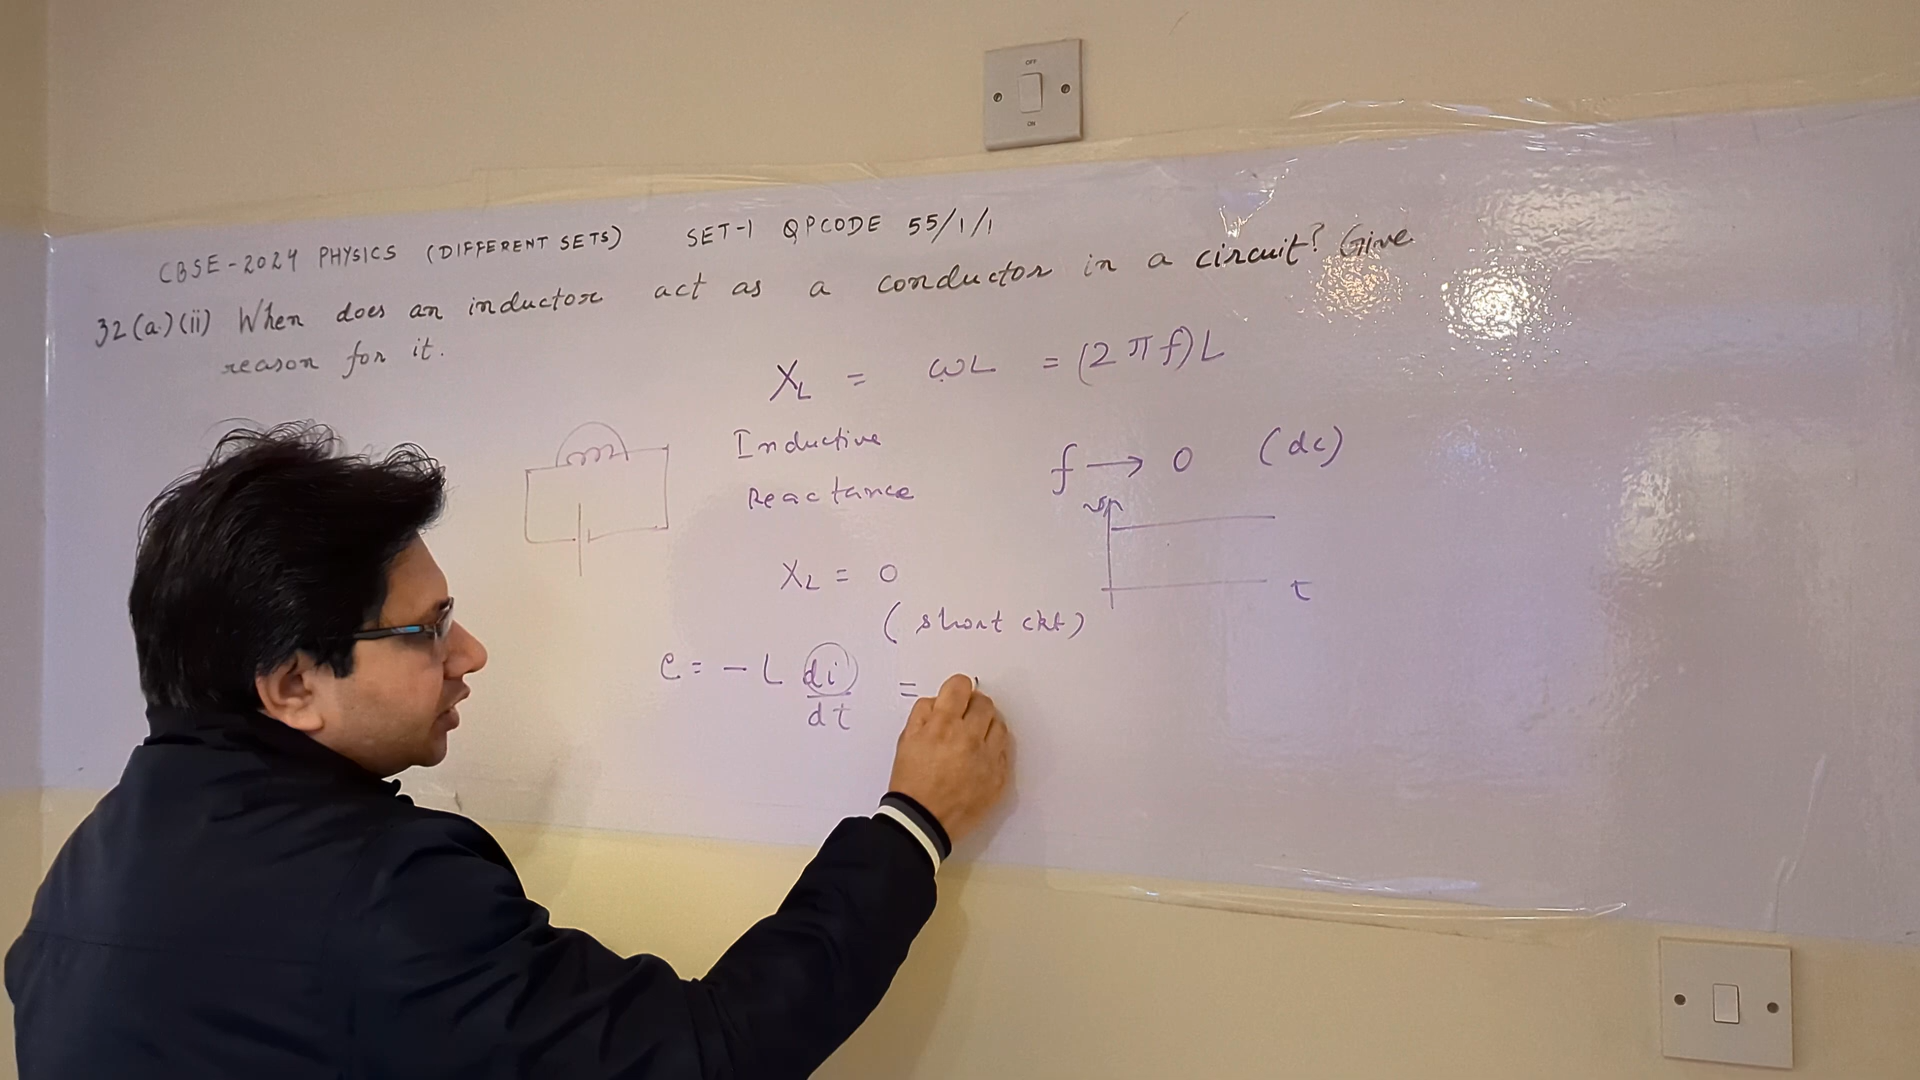 OFF
ON
CBSE-2024 PHYSICS (DIFFERENT SETS) SET-1 QPCODE 55/1/1
32(a.)(ii) When does an inductor act as a conductor in a circuit? Give
reason for it.
X_L = ωL = (2πf)L
Inductive
Reactance
f → 0 (dc)
t
X_L = 0
(short ckt)
e = - L di/dt =